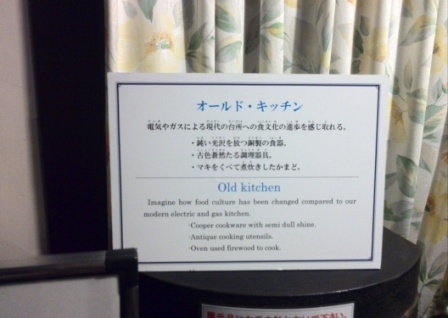 オールド・キッチン
電気やガスによる現代の台所への食文化の進歩を感じ取れる。
・鈍い光沢を放つ銅製の食器。
・古色蒼然たる調理器具。
・マキをくべて煮炊きしたかまど。
Old kitchen
Imagine how food culture has been changed compared to our
modern electric and gas kitchen.
·Cooper cookware with semi dull shine.
·Antique cooking utensils.
·Oven used firewood to cook.